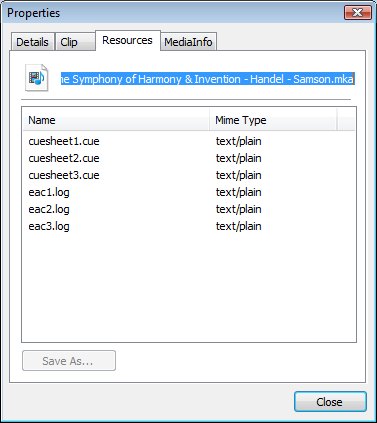 Properties
Details Clip Resources MediaInfo
Symphony of Harmony & Invention - Handel - Samson.mka
Name Mime Type
cuesheet1.cue text/plain
cuesheet2.cue text/plain
cuesheet3.cue text/plain
eac1.log text/plain
eac2.log text/plain
eac3.log text/plain
Save As...
Close